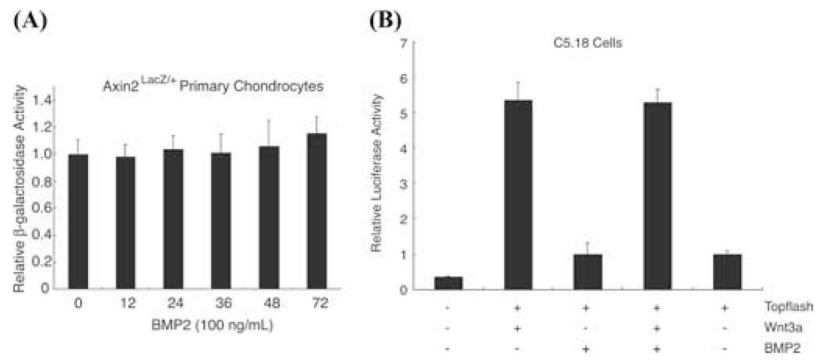 (A)
Axin2 LacZ/+ Primary Chondrocytes
Relative β-galactosidase Activity
1.4
1.2
1.0
0.8
0.6
0.4
0.2
0
0 12 24 36 48 72
BMP2 (100 ng/mL)
(B)
C5.18 Cells
Relative Luciferase Activity
7
6
5
4
3
2
1
0
- + + + + Topflash
- + - + - Wnt3a
- - + + - BMP2